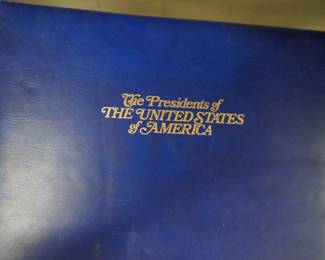 The Presidents of
THE UNITED STATES
of AMERICA